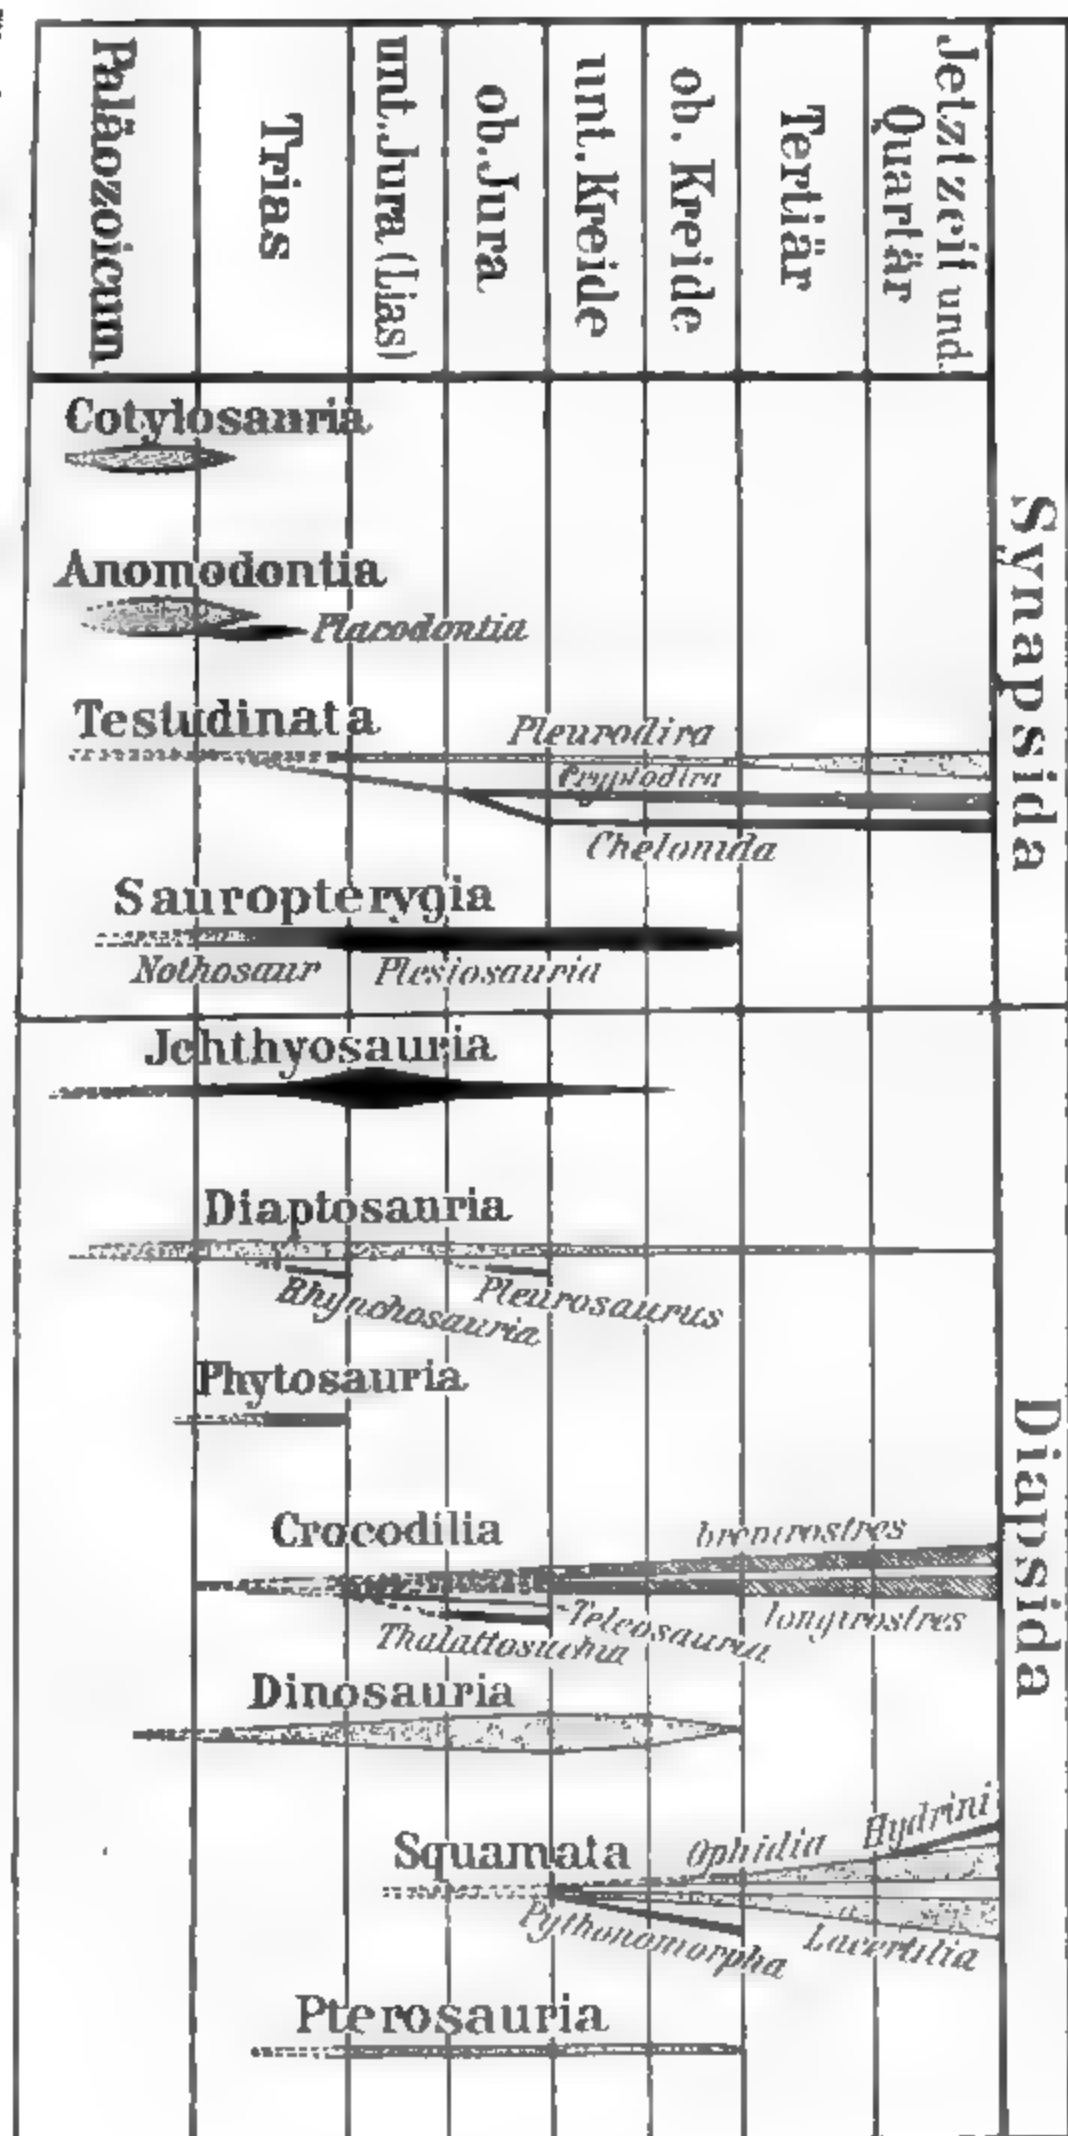 Paläozoicum
Trias
unt. Jura (Lias)
ob. Jura
unt. Kreide
ob. Kreide
Tertiär
Jetztzeit und
Quartär
Synapsida
Cotylosauria
Anomodontia
Placodontia
Testudinata
Pleurodira
Cryptodira
Chelonida
Sauropterygia
Nothosaur
Plesiosauria
Diapsida
Jchthyosauria
Diaptosauria
Rhynchosauria
Pleurosaurus
Phytosauria
Crocodilia
brevirostres
longirostres
Teleosauria
Thalattosuchia
Dinosauria
Squamata
Ophidia
Hydrini
Pythonomorpha
Lacertilia
Pterosauria